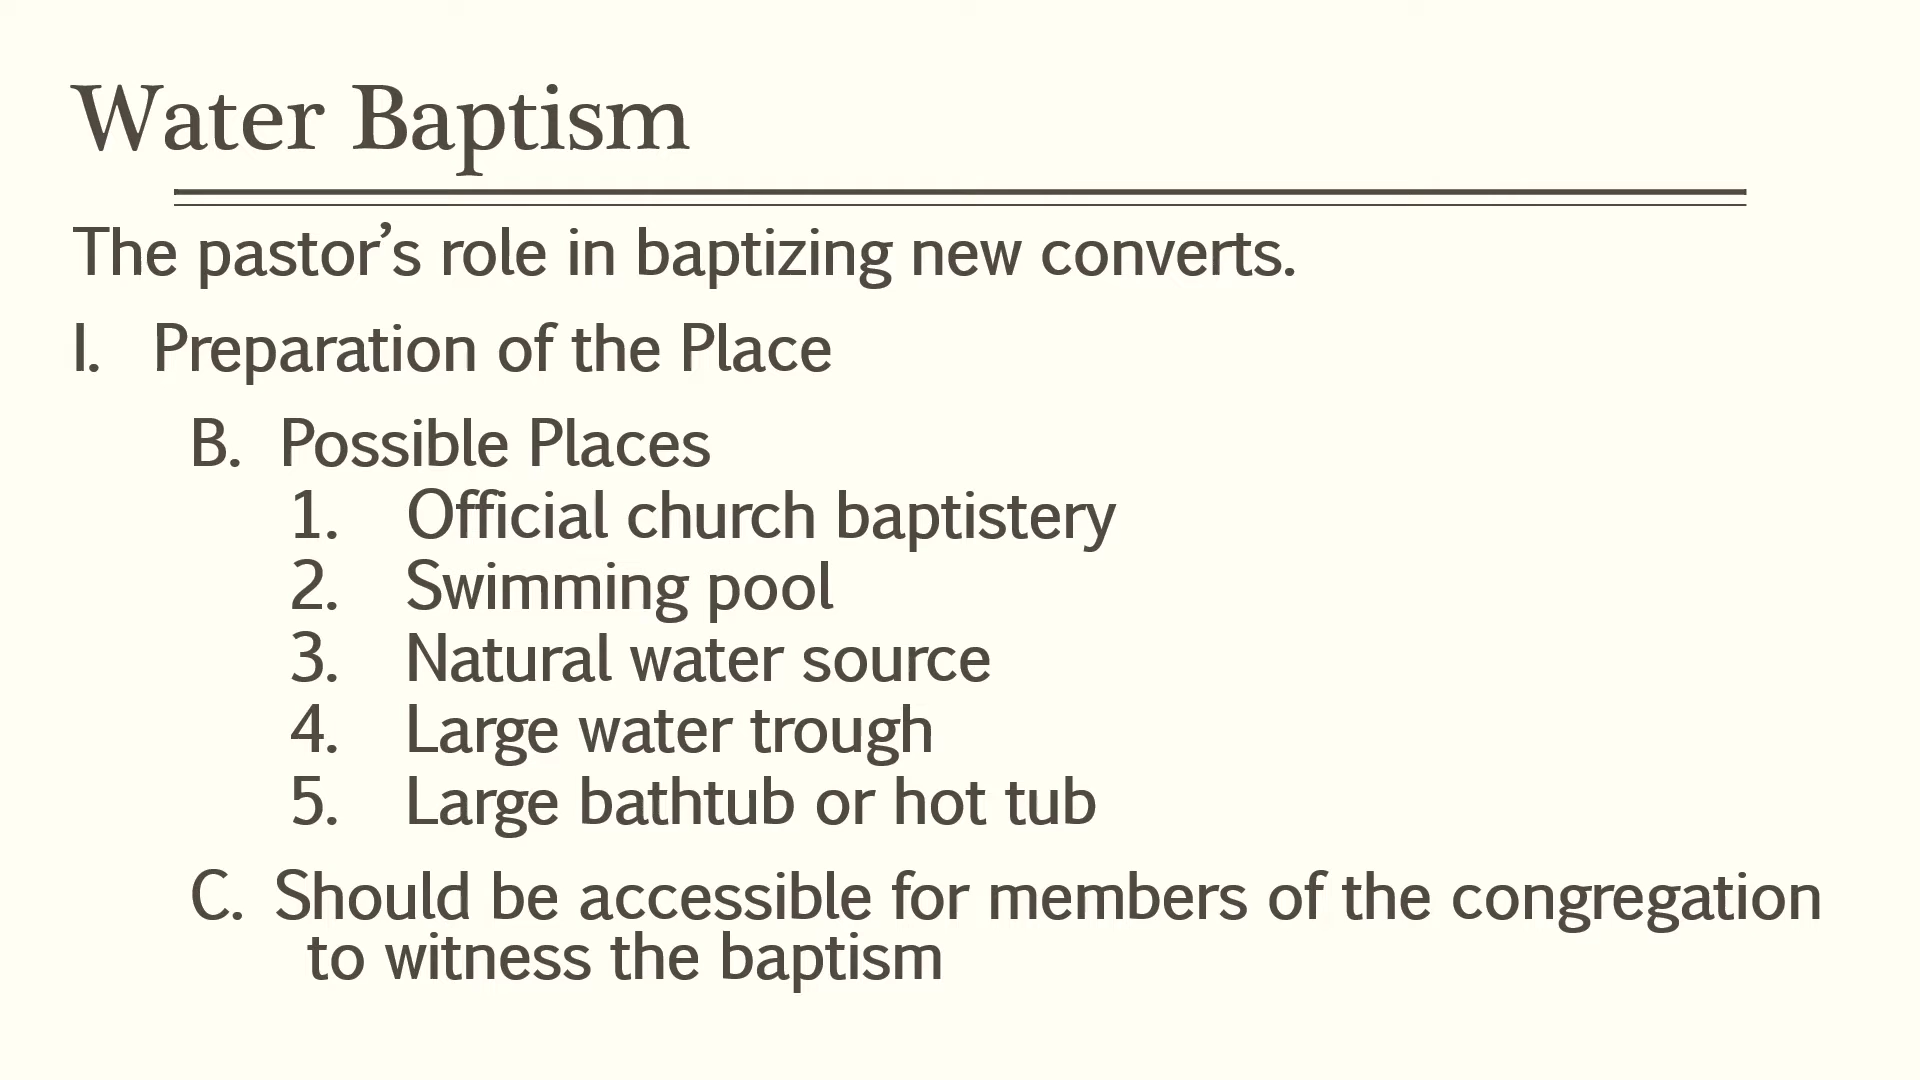 Water Baptism
The pastor’s role in baptizing new converts.
I. Preparation of the Place
B. Possible Places
1. Official church baptistery
2. Swimming pool
3. Natural water source
4. Large water trough
5. Large bathtub or hot tub
C. Should be accessible for members of the congregation
to witness the baptism